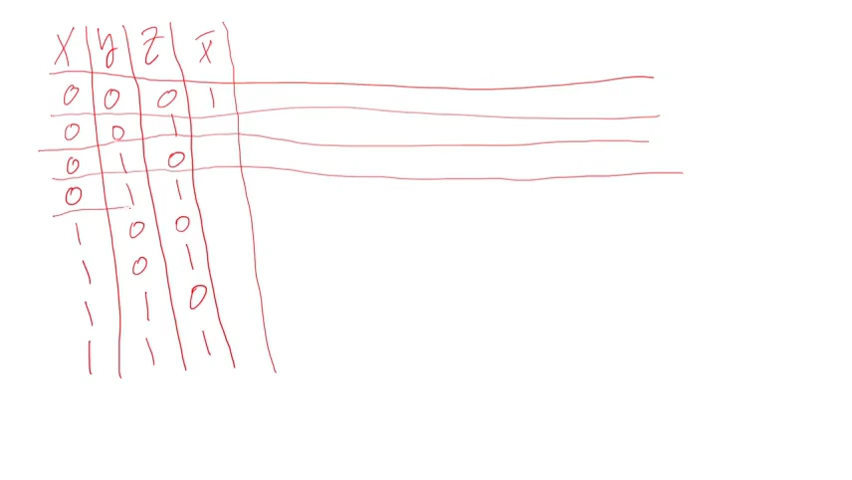 X y Z x̄
0 0 0 1
0 0 1
0 1 0
0 1 1
1 0 0
1 0 1
1 1 0
1 1 1